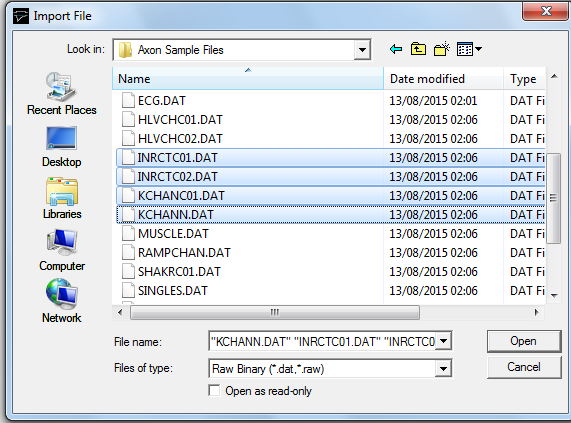 Import File
Look in: Axon Sample Files
Name Date modified Type
ECG.DAT 13/08/2015 02:01 DAT Fi
HLVCHC01.DAT 13/08/2015 02:06 DAT Fi
HLVCHC02.DAT 13/08/2015 02:06 DAT Fi
INRCTC01.DAT 13/08/2015 02:06 DAT Fi
INRCTC02.DAT 13/08/2015 02:06 DAT Fi
KCHANC01.DAT 13/08/2015 02:06 DAT Fi
KCHANN.DAT 13/08/2015 02:06 DAT Fi
MUSCLE.DAT 13/08/2015 02:06 DAT Fi
RAMPCHAN.DAT 13/08/2015 02:06 DAT Fi
SHAKRC01.DAT 13/08/2015 02:06 DAT Fi
SINGLES.DAT 13/08/2015 02:06 DAT Fi
Recent Places
Desktop
Libraries
Computer
Network
File name: "KCHANN.DAT" "INRCTC01.DAT" "INRCTC0 Open
Files of type: Raw Binary (*.dat,*.raw) Cancel
Open as read-only